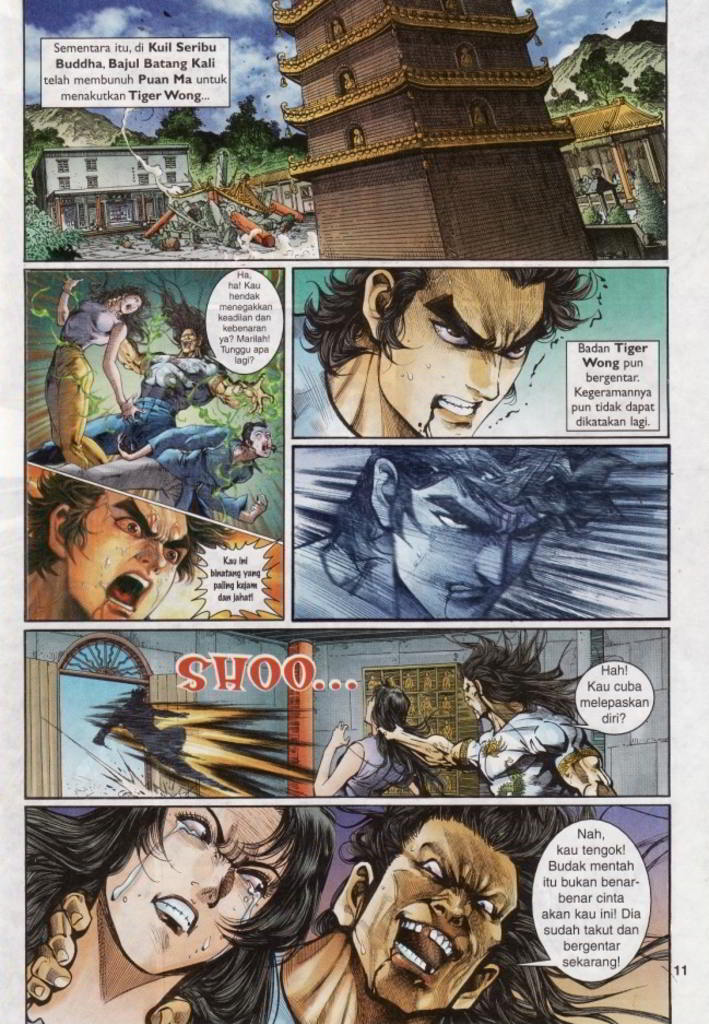 Sementara itu, di Kuil Seribu
Buddha, Bajul Batang Kali
telah membunuh Puan Ma untuk
menakutkan Tiger Wong...
Ha,
ha! Kau
hendak
menegakkan
keadilan dan
kebenaran
ya? Marilah!
Tunggu apa
lagi?
Badan Tiger
Wong pun
bergentar.
Kegeramannya
pun tidak dapat
dikatakan lagi.
Kau ini
binatang yang
paling kejam
dan jahat!
SHOO...
Hah!
Kau cuba
melepaskan
diri?
Nah,
kau tengok!
Budak mentah
itu bukan benar-
benar cinta
akan kau ini! Dia
sudah takut dan
bergentar
sekarang!
11